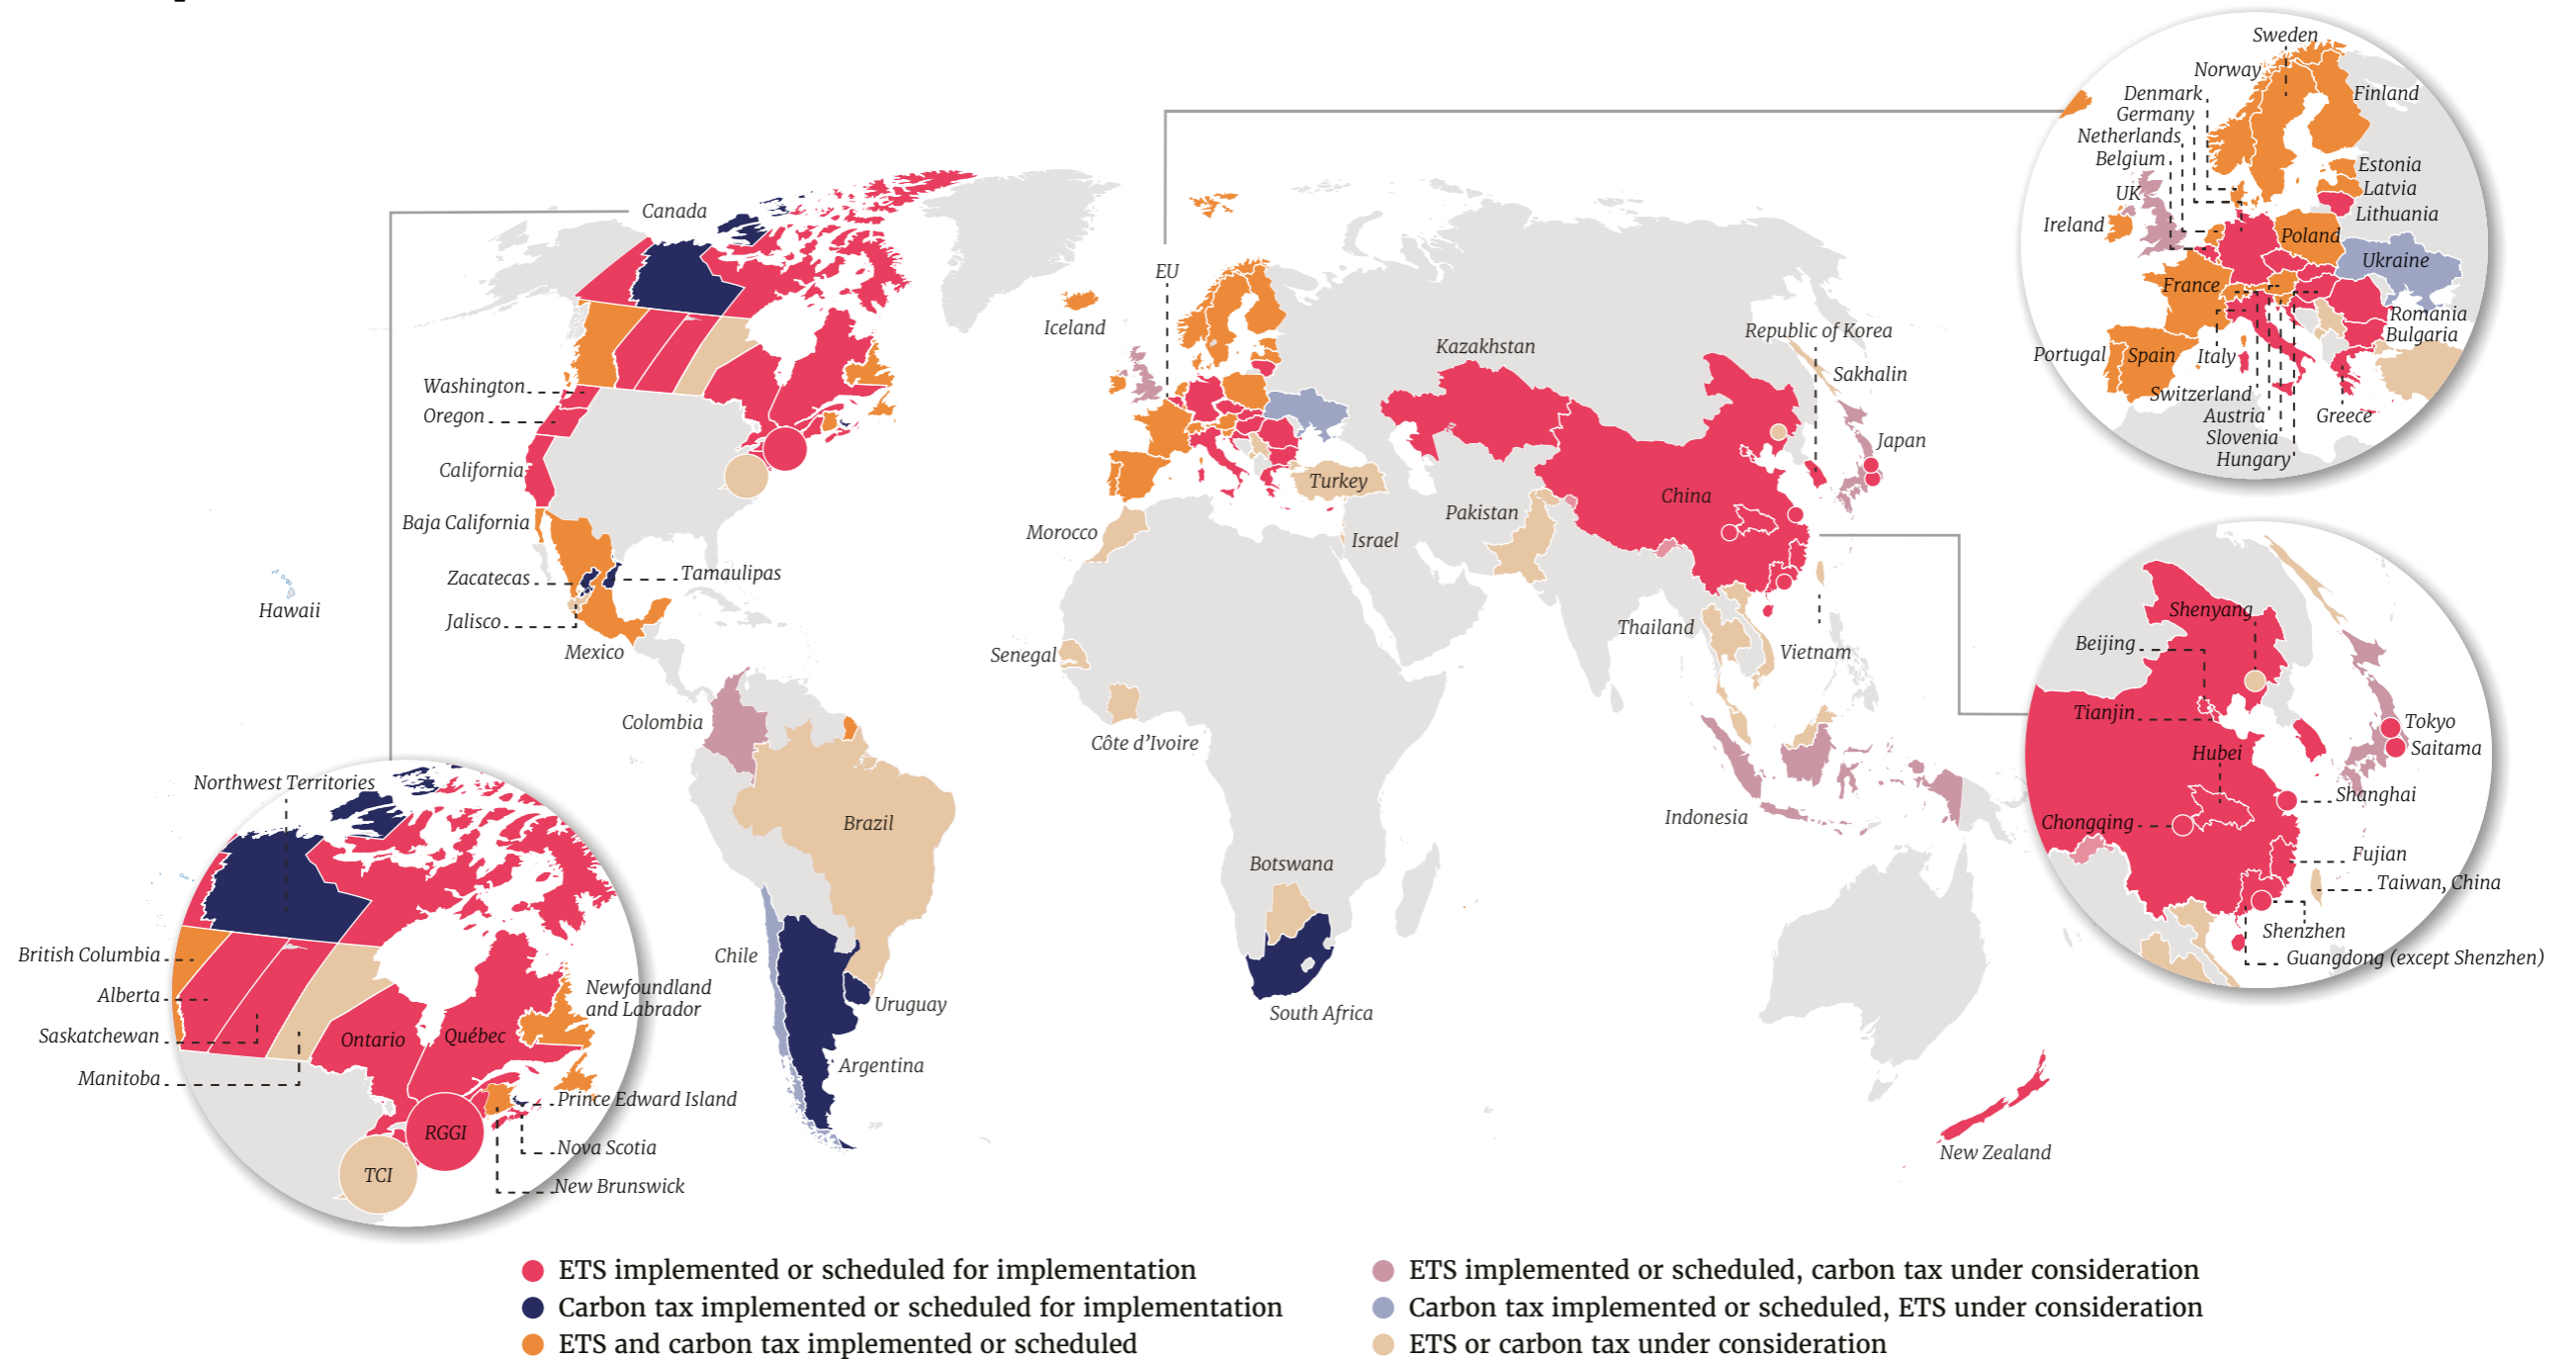 Canada
Washington
Oregon
California
Baja California
Zacatecas
Tamaulipas
Jalisco
Mexico
Hawaii
Colombia
Brazil
Chile
Uruguay
Argentina
Iceland
EU
Morocco
Senegal
Côte d’Ivoire
Botswana
South Africa
Turkey
Israel
Kazakhstan
Pakistan
China
Republic of Korea
Sakhalin
Japan
Thailand
Vietnam
Indonesia
New Zealand
Sweden
Norway
Finland
Denmark
Germany
Netherlands
Belgium
UK
Ireland
Estonia
Latvia
Lithuania
Poland
Ukraine
France
Romania
Bulgaria
Portugal
Spain
Italy
Switzerland
Austria
Slovenia
Hungary
Greece
Shenyang
Beijing
Tianjin
Hubei
Tokyo
Saitama
Shanghai
Chongqing
Fujian
Taiwan, China
Shenzhen
Guangdong (except Shenzhen)
Northwest Territories
British Columbia
Alberta
Saskatchewan
Manitoba
Ontario
Québec
Newfoundland
and Labrador
Prince Edward Island
Nova Scotia
New Brunswick
RGGI
TCI
ETS implemented or scheduled for implementation
Carbon tax implemented or scheduled for implementation
ETS and carbon tax implemented or scheduled
ETS implemented or scheduled, carbon tax under consideration
Carbon tax implemented or scheduled, ETS under consideration
ETS or carbon tax under consideration